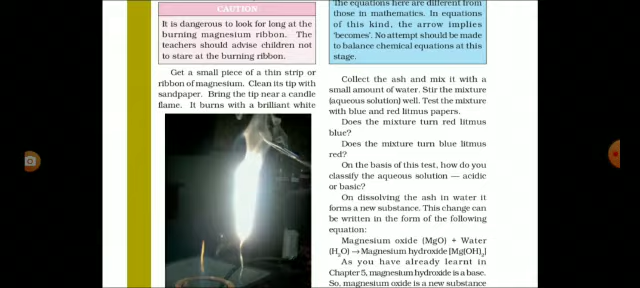 CAUTION
It is dangerous to look for long at the
burning magnesium ribbon. The
teachers should advise children not
to stare at the burning ribbon.
Get a small piece of a thin strip or
ribbon of magnesium. Clean its tip with
sandpaper. Bring the tip near a candle
flame. It burns with a brilliant white
The equations here are different from
those in mathematics. In equations
of this kind, the arrow implies
‘becomes’. No attempt should be made
to balance chemical equations at this
stage.
Collect the ash and mix it with a
small amount of water. Stir the mixture
(aqueous solution) well. Test the mixture
with blue and red litmus papers.
Does the mixture turn red litmus
blue?
Does the mixture turn blue litmus
red?
On the basis of this test, how do you
classify the aqueous solution — acidic
or basic?
On dissolving the ash in water it
forms a new substance. This change can
be written in the form of the following
equation:
Magnesium oxide (MgO) + Water
(H₂O) → Magnesium hydroxide [Mg(OH)₂]
As you have already learnt in
Chapter 5, magnesium hydroxide is a base.
So, magnesium oxide is a new substance